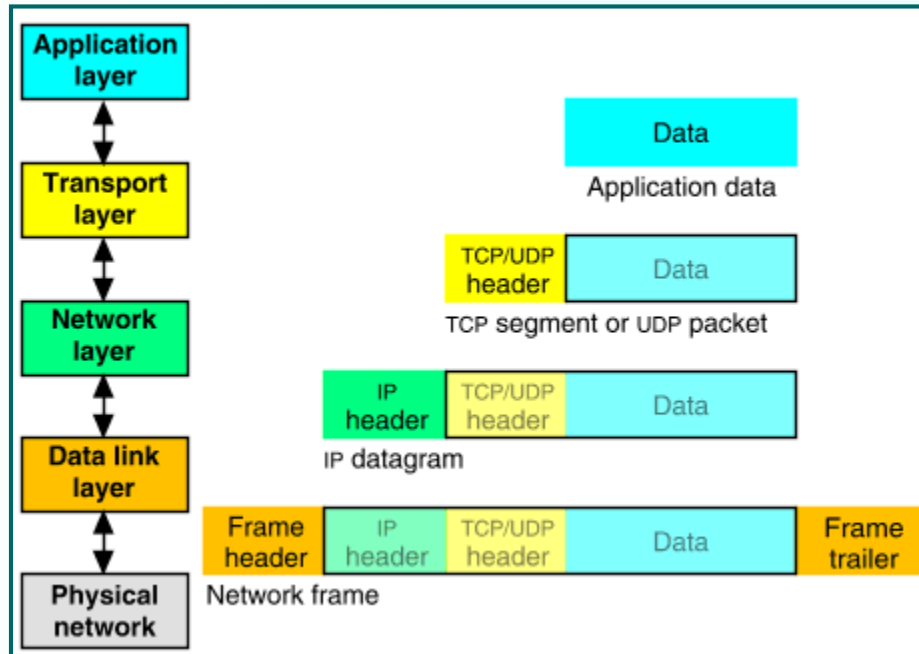 Application
layer
Data
Application data
Transport
layer
TCP/UDP
header
Data
TCP segment or UDP packet
Network
layer
IP
header
TCP/UDP
header
Data
IP datagram
Data link
layer
Frame
header
IP
header
TCP/UDP
header
Data
Frame
trailer
Network frame
Physical
network